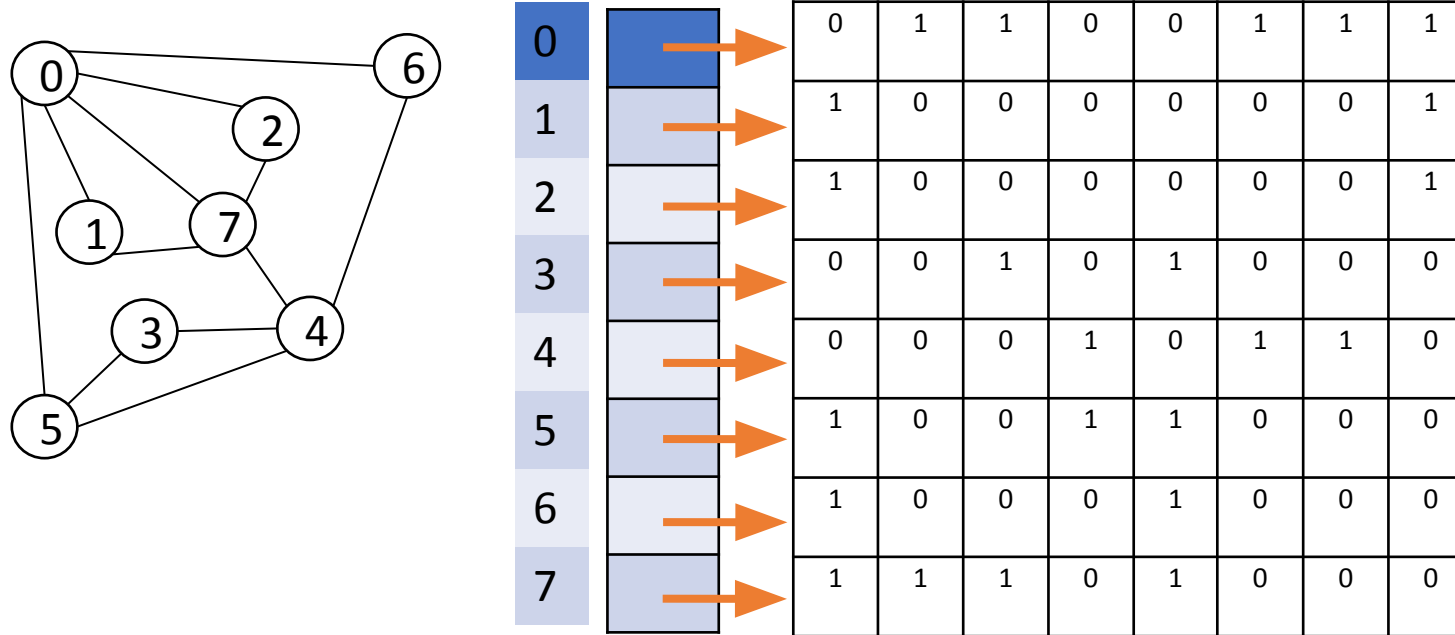 0
6
2
1
7
3
4
5
0 0 1 1 0 0 1 1 1
1 1 0 0 0 0 0 0 1
2 1 0 0 0 0 0 0 1
3 0 0 1 0 1 0 0 0
4 0 0 0 1 0 1 1 0
5 1 0 0 1 1 0 0 0
6 1 0 0 0 1 0 0 0
7 1 1 1 0 1 0 0 0